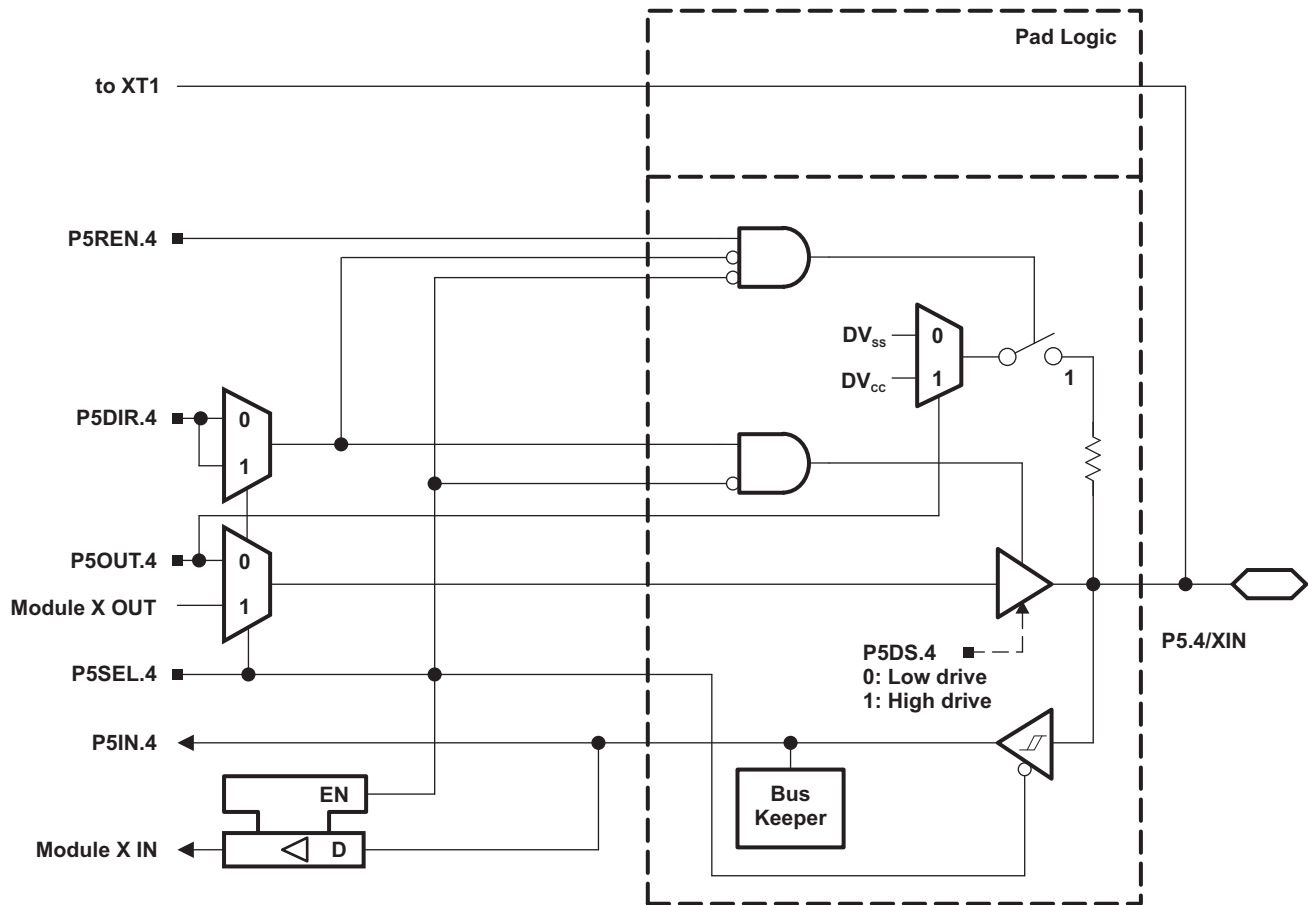 Pad Logic
to XT1
P5REN.4
DVSS
0
DVCC
1
1
P5DIR.4
0
1
P5OUT.4
0
Module X OUT
1
P5DS.4
0: Low drive
1: High drive
P5.4/XIN
P5SEL.4
P5IN.4
EN
Bus
Keeper
Module X IN
D